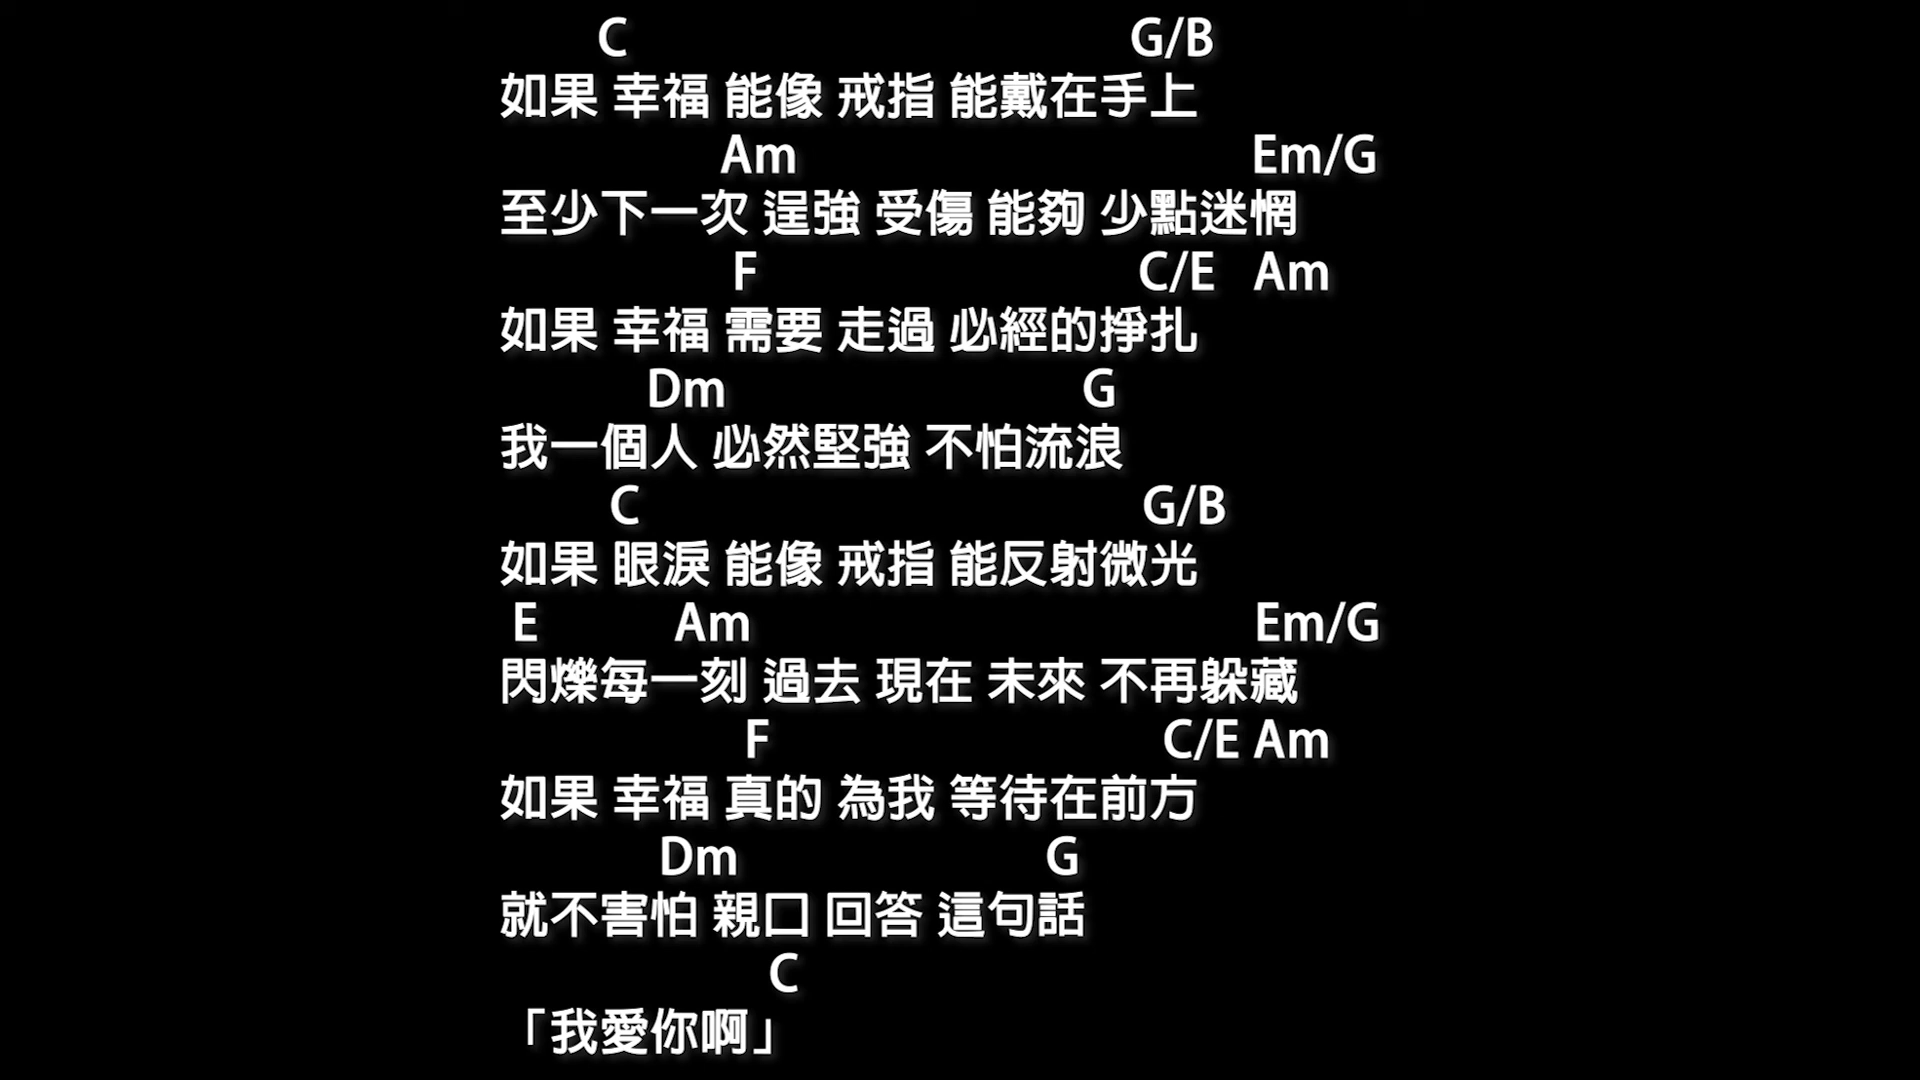 C G/B
如果 幸福 能像 戒指 能戴在手上
Am Em/G
至少下一次 逞強 受傷 能夠 少點迷惘
F C/E Am
如果 幸福 需要 走過 必經的掙扎
Dm G
我一個人 必然堅強 不怕流浪
C G/B
如果 眼淚 能像 戒指 能反射微光
E Am Em/G
閃爍每一刻 過去 現在 未來 不再躲藏
F C/E Am
如果 幸福 真的 為我 等待在前方
Dm G
就不害怕 親口 回答 這句話
C
「我愛你啊」